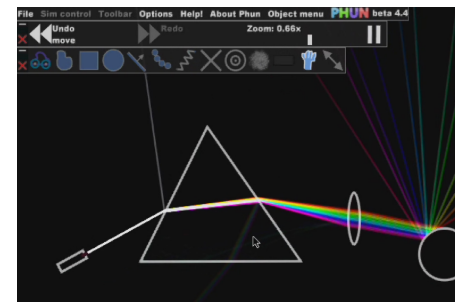 File Sim control Toolbar Options Help! About Phun Object menu PHUN beta 4.4
Undo Redo Zoom: 0.66x
move